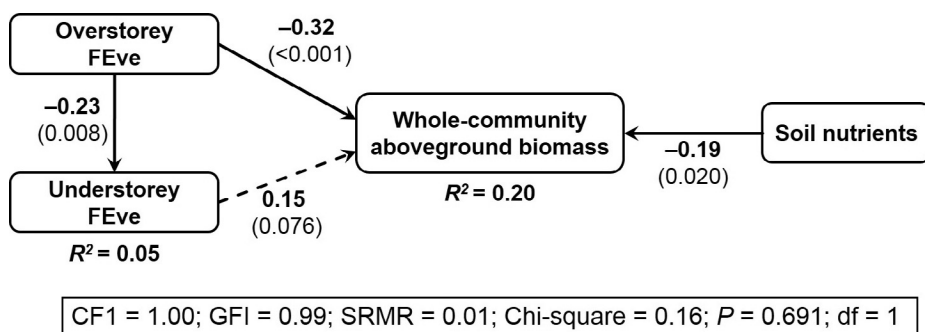 Overstorey
FEve
–0.32
(<0.001)
–0.23
(0.008)
Whole-community
aboveground biomass
R² = 0.20
Soil nutrients
–0.19
(0.020)
Understorey
FEve
R² = 0.05
0.15
(0.076)
CF1 = 1.00; GFI = 0.99; SRMR = 0.01; Chi-square = 0.16; P = 0.691; df = 1